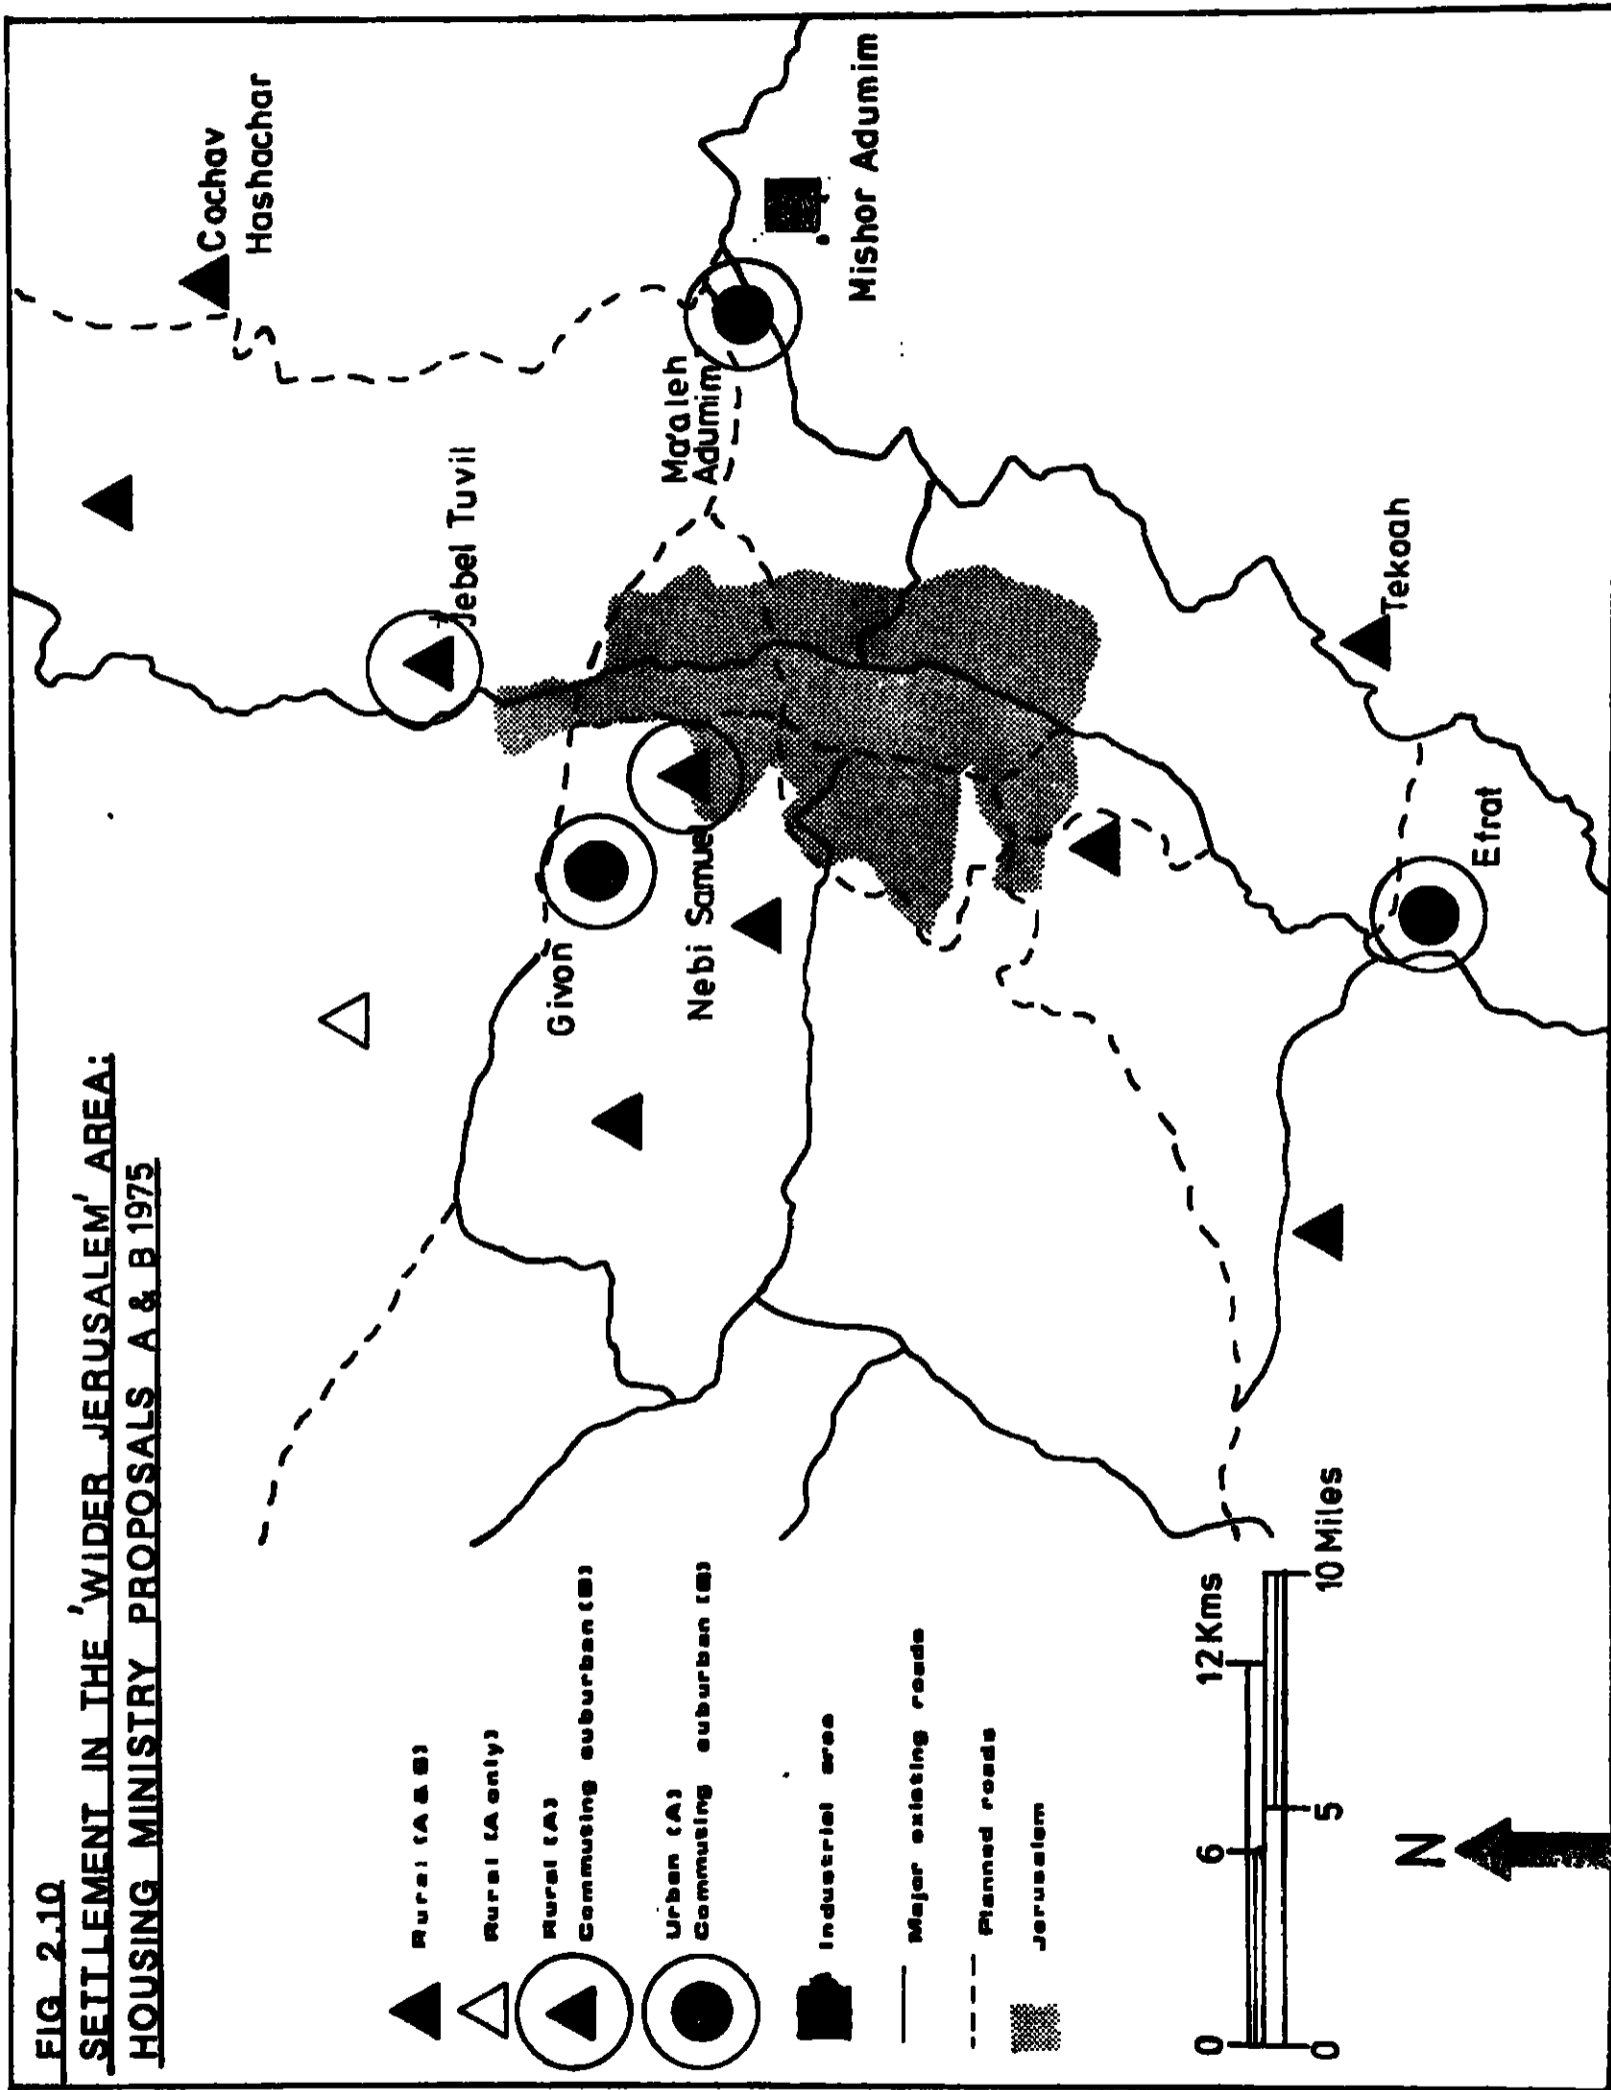 FIG 2.10
SETTLEMENT IN THE 'WIDER JERUSALEM' AREA:
HOUSING MINISTRY PROPOSALS A & B 1975
Cochav
Hashachar
Jebel Tuvil
Ma'aleh
Adumim
Mishor Adumim
Givon
Nebi Samuel
Tekoah
Efrat
Rural (A & B)
Rural (A only)
Rural (A)
Commuting suburban (B)
Urban (A)
Commuting suburban (B)
Industrial area
Major existing roads
Planned roads
Jerusalem
0 6 12 Kms
0 5 10 Miles
N